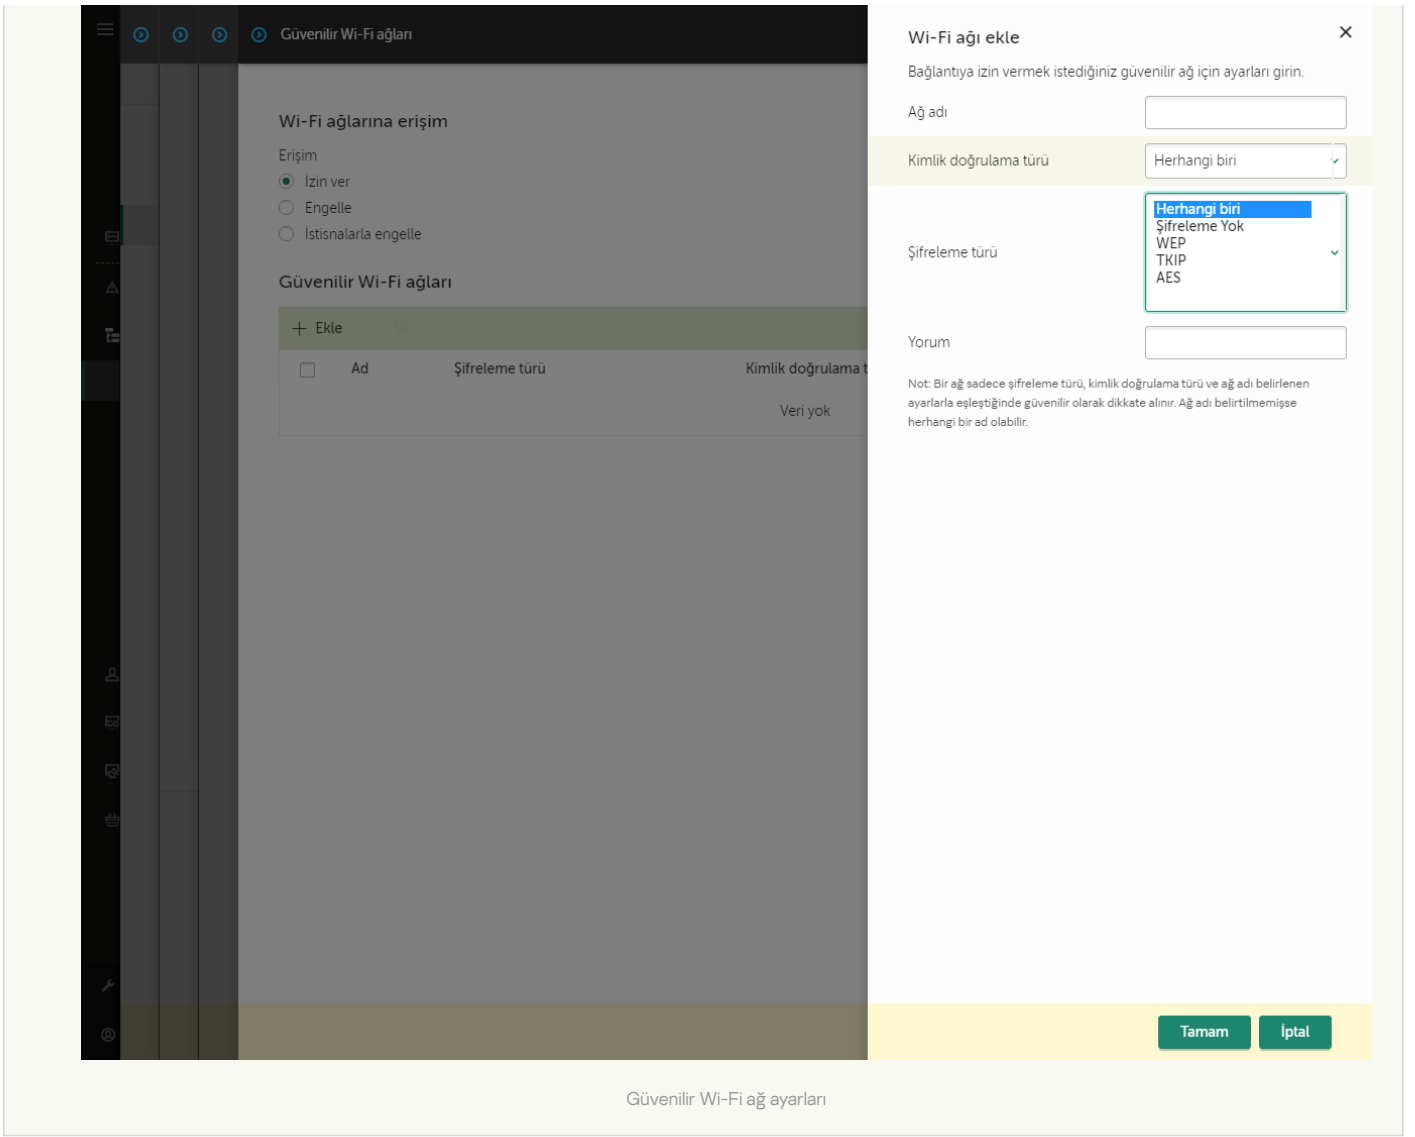 Güvenilir Wi-Fi ağları
Wi-Fi ağlarına erişim
Erişim
İzin ver
Engelle
İstisnalarla engelle
Güvenilir Wi-Fi ağları
Ekle Sil
Ad Şifreleme türü Kimlik doğrulama t
Veri yok
Wi-Fi ağı ekle
Bağlantıya izin vermek istediğiniz güvenilir ağ için ayarları girin.
Ağ adı
Kimlik doğrulama türü Herhangi biri
Şifreleme türü
Herhangi biri
Şifreleme Yok
WEP
TKIP
AES
Yorum
Not: Bir ağ sadece şifreleme türü, kimlik doğrulama türü ve ağ adı belirlenen
ayarlarla eşleştiğinde güvenilir olarak dikkate alınır. Ağ adı belirtilmemişse
herhangi bir ad olabilir.
Tamam İptal
Güvenilir Wi-Fi ağ ayarları